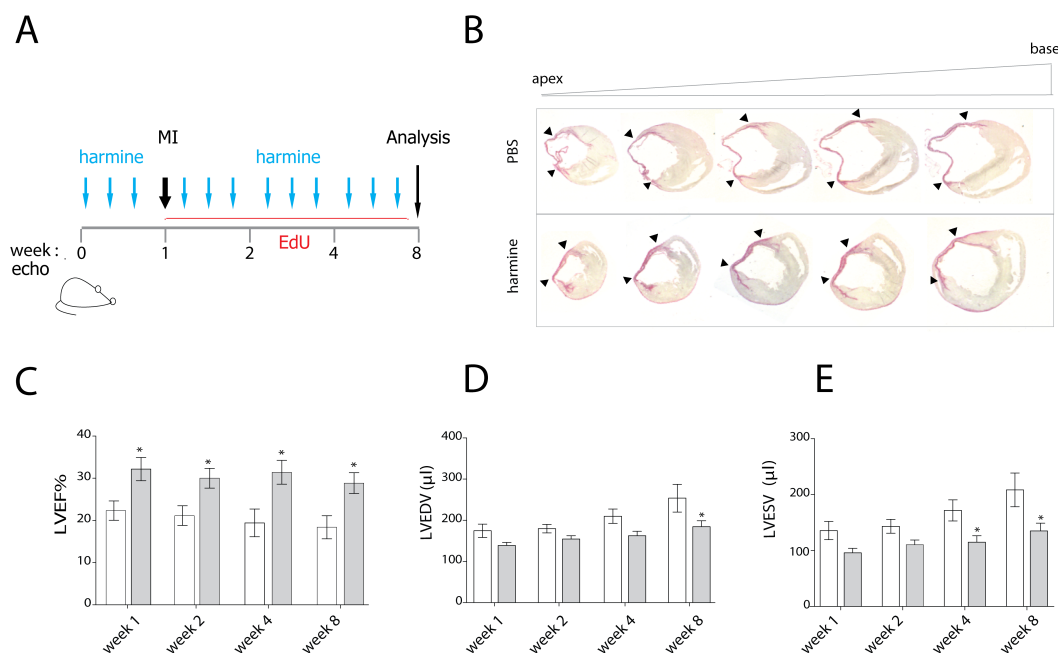 A
MI
Analysis
harmine
harmine
EdU
week :
0
1
2
4
8
echo
B
apex
base
PBS
harmine
C
LVEF%
40
30
20
10
0
*
*
*
*
week 1
week 2
week 4
week 8
D
LVEDV (µl)
400
300
200
100
0
*
week 1
week 2
week 4
week 8
E
LVESV (µl)
300
200
100
0
*
*
week 1
week 2
week 4
week 8